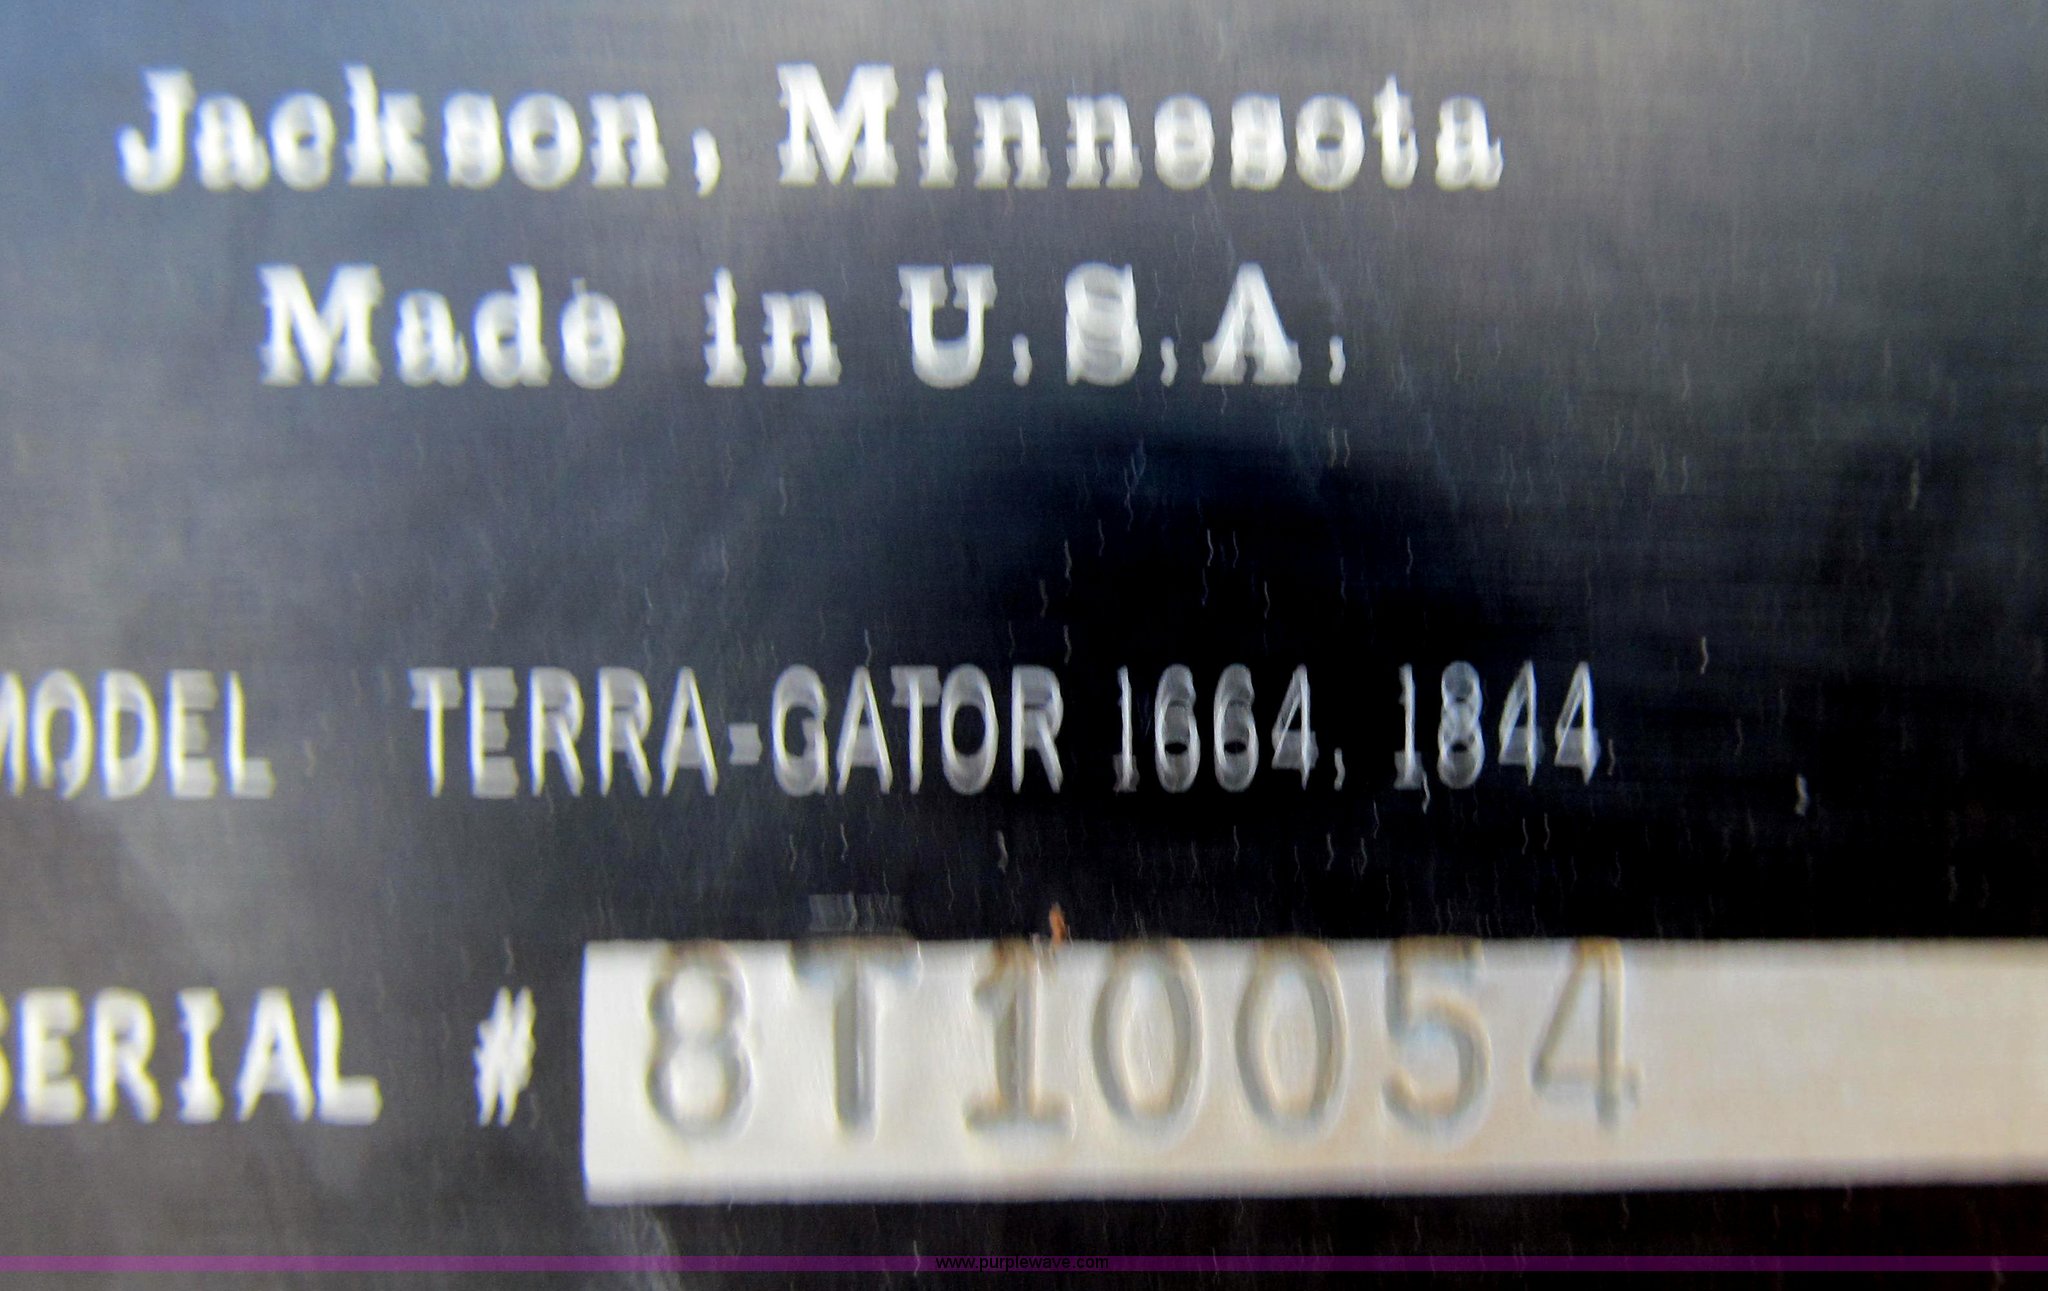 Jackson, Minnesota
Made in U.S.A.
MODEL TERRA-GATOR 1664, 1844
SERIAL # 8T10054
www.purplewave.com